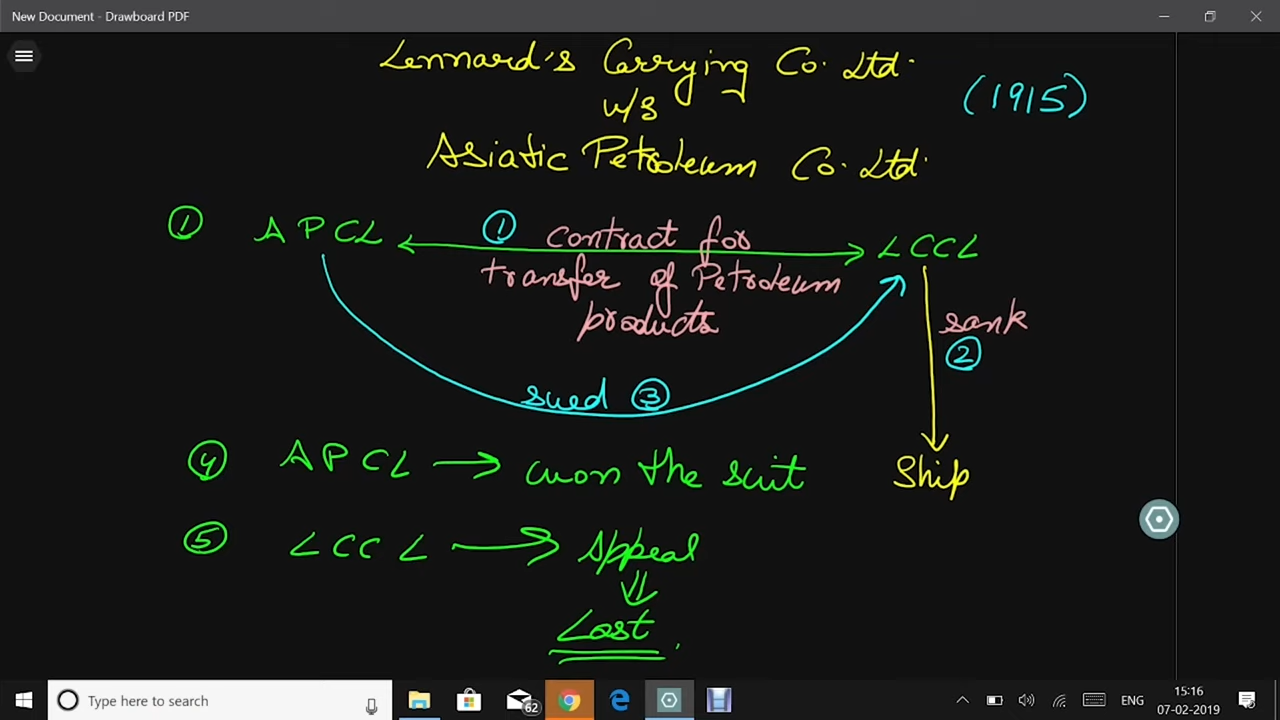 New Document - Drawboard PDF
Lennard's Carrying Co. Ltd.
v/s
(1915)
Asiatic Petroleum Co. Ltd.
① APCL ① contract for LCCL
transfer of Petroleum
products
sank
②
sued ③
④ APCL → won the suit
Ship
⑤ LCCL → Appeal
Lost
Type here to search
62
ENG
15:16
07-02-2019